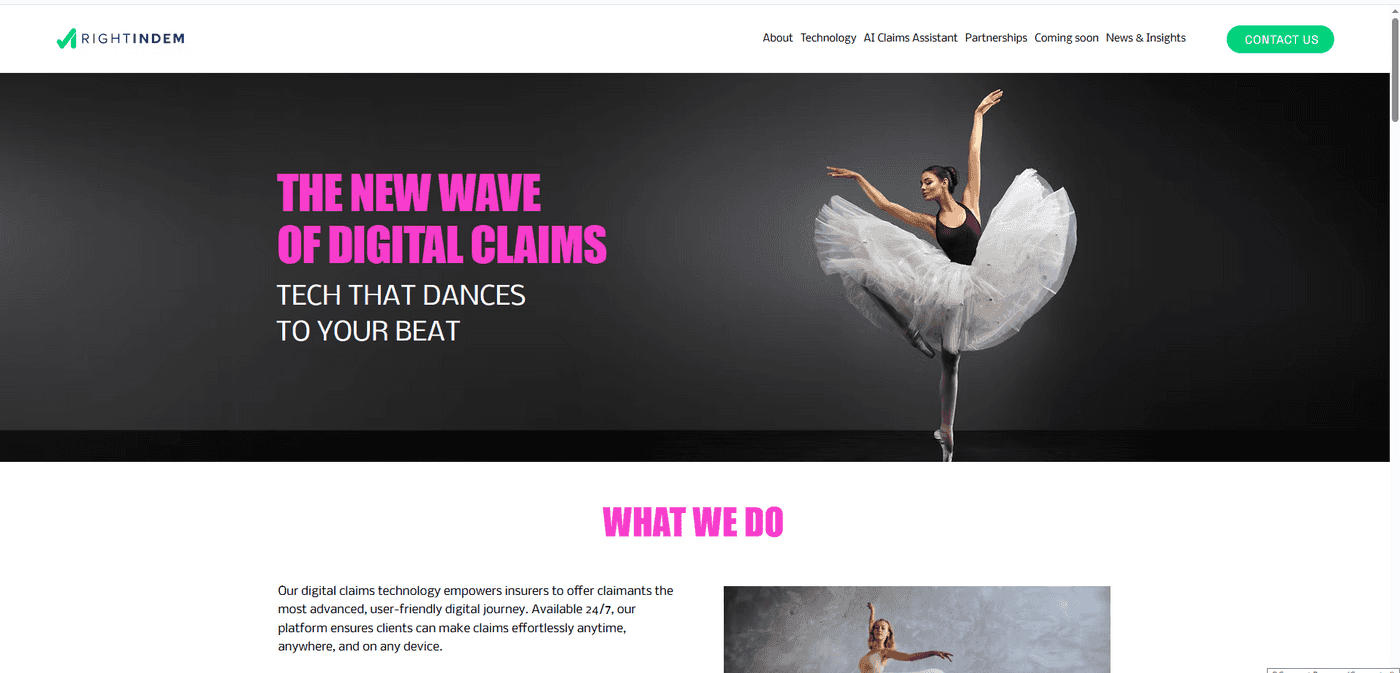 RIGHTINDEM
About Technology AI Claims Assistant Partnerships Coming soon News & Insights
CONTACT US
THE NEW WAVE
OF DIGITAL CLAIMS
TECH THAT DANCES
TO YOUR BEAT
WHAT WE DO
Our digital claims technology empowers insurers to offer claimants the
most advanced, user-friendly digital journey. Available 24/7, our
platform ensures clients can make claims effortlessly anytime,
anywhere, and on any device.